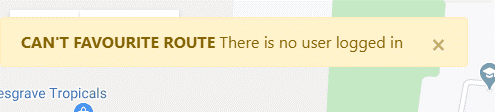 CAN'T FAVOURITE ROUTE There is no user logged in ×
esgrave Tropicals